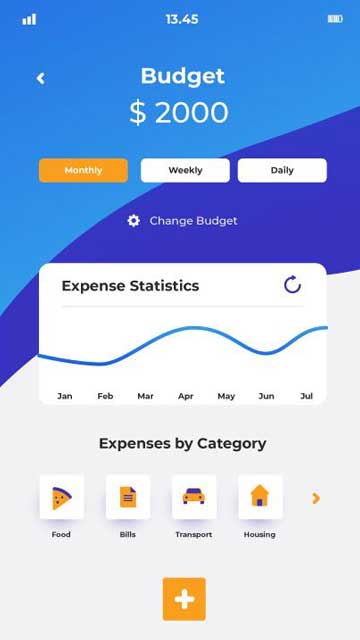 13.45
Budget
$ 2000
Monthly Weekly Daily
Change Budget
Expense Statistics
Jan Feb Mar Apr May Jun Jul
Expenses by Category
Food Bills Transport Housing